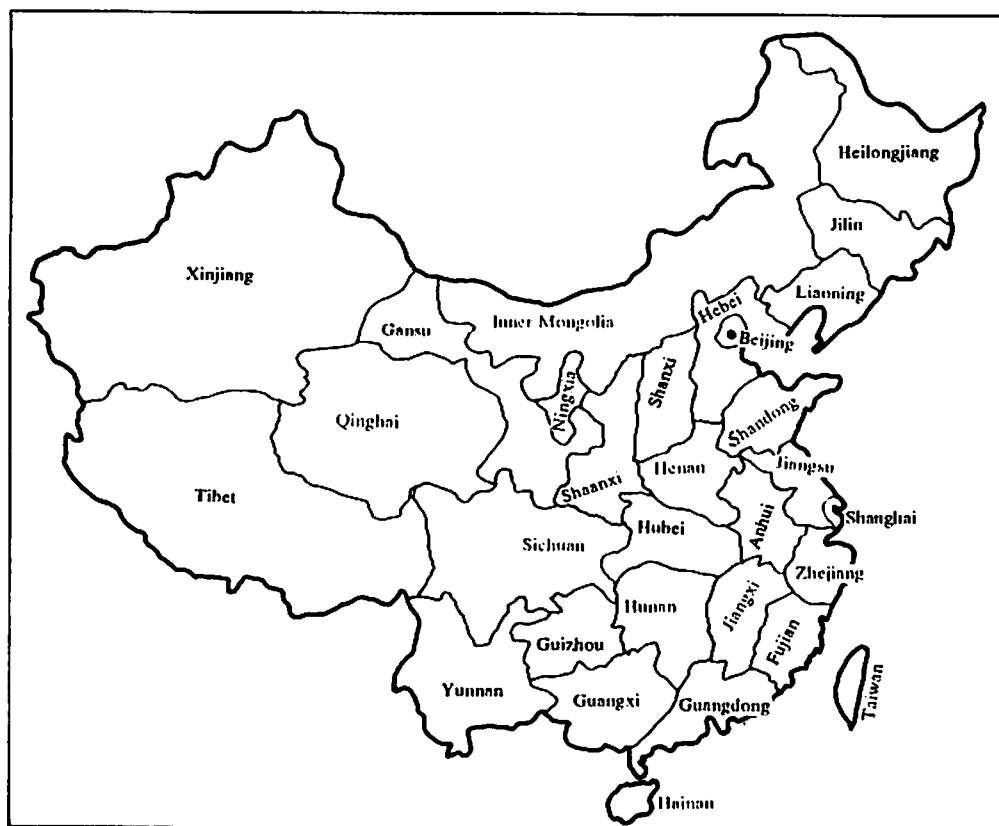 Heilongjiang
Jilin
Xinjiang
Liaoning
Hebei
Gansu
Inner Mongolia
Beijing
Shanxi
Ningxia
Qinghai
Shandong
Henan
Jiangsu
Shaanxi
Tibet
Shanghai
Hubei
Anhui
Sichuan
Zhejiang
Hunan
Jiangxi
Guizhou
Fujian
Yunnan
Guangxi
Guangdong
Taiwan
Hainan